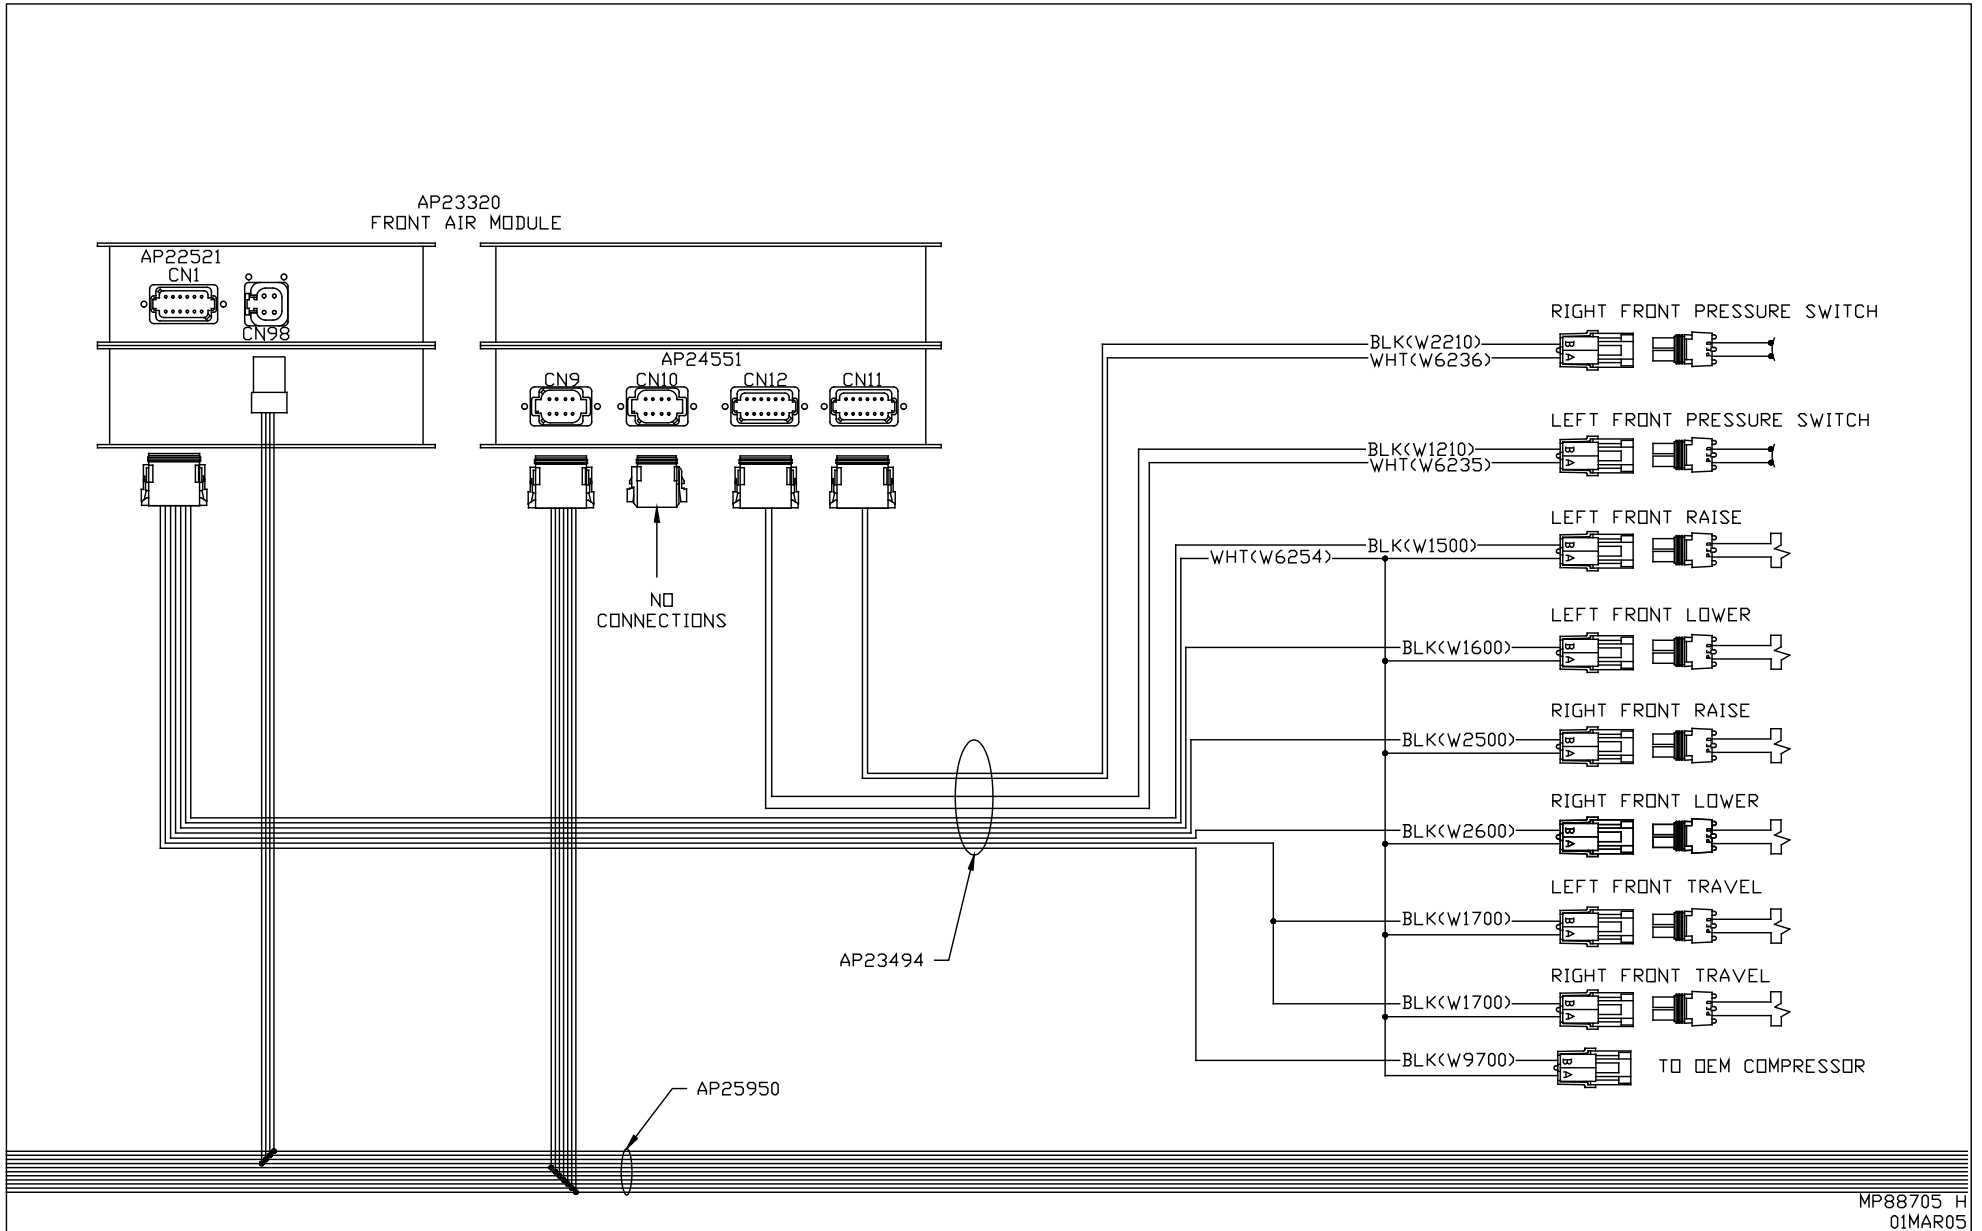 AP23320
FRONT AIR MODULE
AP22521
CN1
CN98
AP24551
CN9
CN10
CN12
CN11
NO
CONNECTIONS
RIGHT FRONT PRESSURE SWITCH
BLK(W2210)
WHT(W6236)
B
A
LEFT FRONT PRESSURE SWITCH
BLK(W1210)
WHT(W6235)
B
A
LEFT FRONT RAISE
BLK(W1500)
WHT(W6254)
B
A
LEFT FRONT LOWER
BLK(W1600)
B
A
RIGHT FRONT RAISE
BLK(W2500)
B
A
RIGHT FRONT LOWER
BLK(W2600)
B
A
LEFT FRONT TRAVEL
BLK(W1700)
B
A
RIGHT FRONT TRAVEL
BLK(W1700)
B
A
BLK(W9700)
B
A
TO OEM COMPRESSOR
AP23494
AP25950
MP88705 H
01MAR05